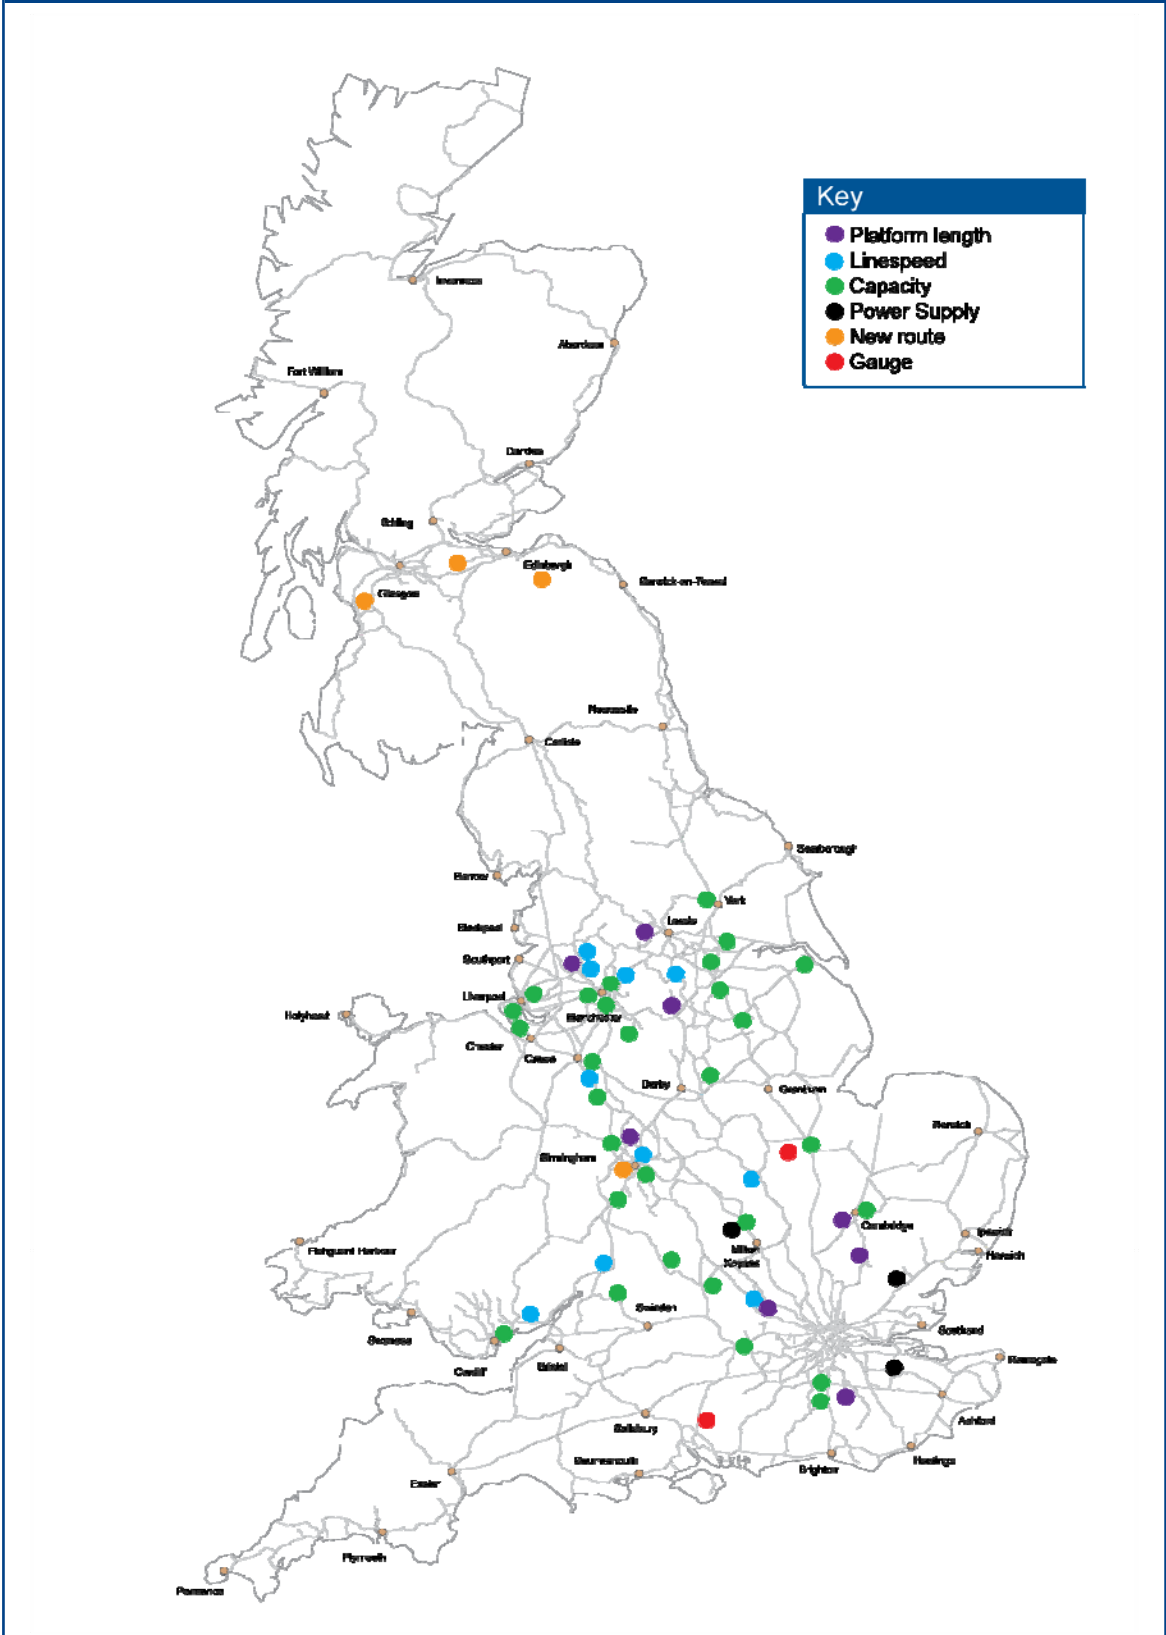 Key
Platform length
Linespeed
Capacity
Power Supply
New route
Gauge
Inverness
Aberdeen
Fort William
Dundee
Stirling
Edinburgh
Berwick-on-Tweed
Glasgow
Newcastle
Carlisle
Scarborough
Barrow
York
Blackpool
Leeds
Southport
Liverpool
Holyhead
Manchester
Chester
Crewe
Derby
Grantham
Norwich
Birmingham
Cambridge
Ipswich
Milton
Keynes
Harwich
Fishguard Harbour
Swindon
Swansea
Southend
Cardiff
Bristol
Ramsgate
Salisbury
Ashford
Bournemouth
Brighton
Hastings
Exeter
Plymouth
Penzance